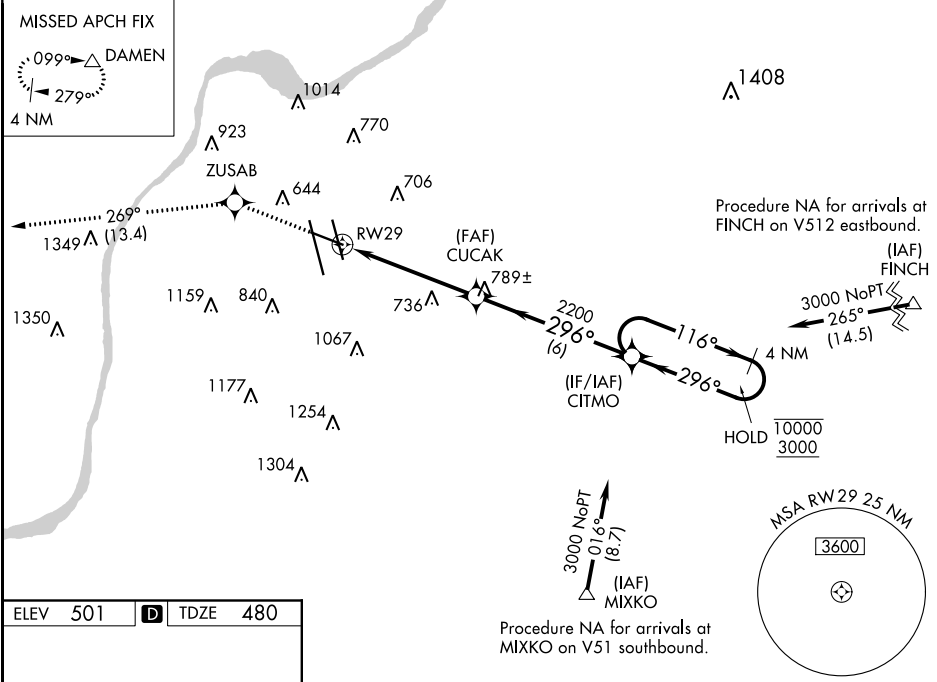 MISSED APCH FIX
099°
DAMEN
279°
4 NM
1014
1408
923
770
ZUSAB
644
706
269°
(13.4)
1349
RW29
Procedure NA for arrivals at
FINCH on V512 eastbound.
(FAF)
CUCAK
(IAF)
FINCH
789±
1159
840
736
3000 NoPT
265°
(14.5)
1350
2200
296°
(6)
116°
4 NM
1067
296°
(IF/IAF)
CITMO
1177
HOLD
10000
3000
1254
1304
3000 NoPT
016°
(8.7)
MSA RW29 25 NM
3600
(IAF)
MIXKO
ELEV 501 D TDZE 480
Procedure NA for arrivals at
MIXKO on V51 southbound.